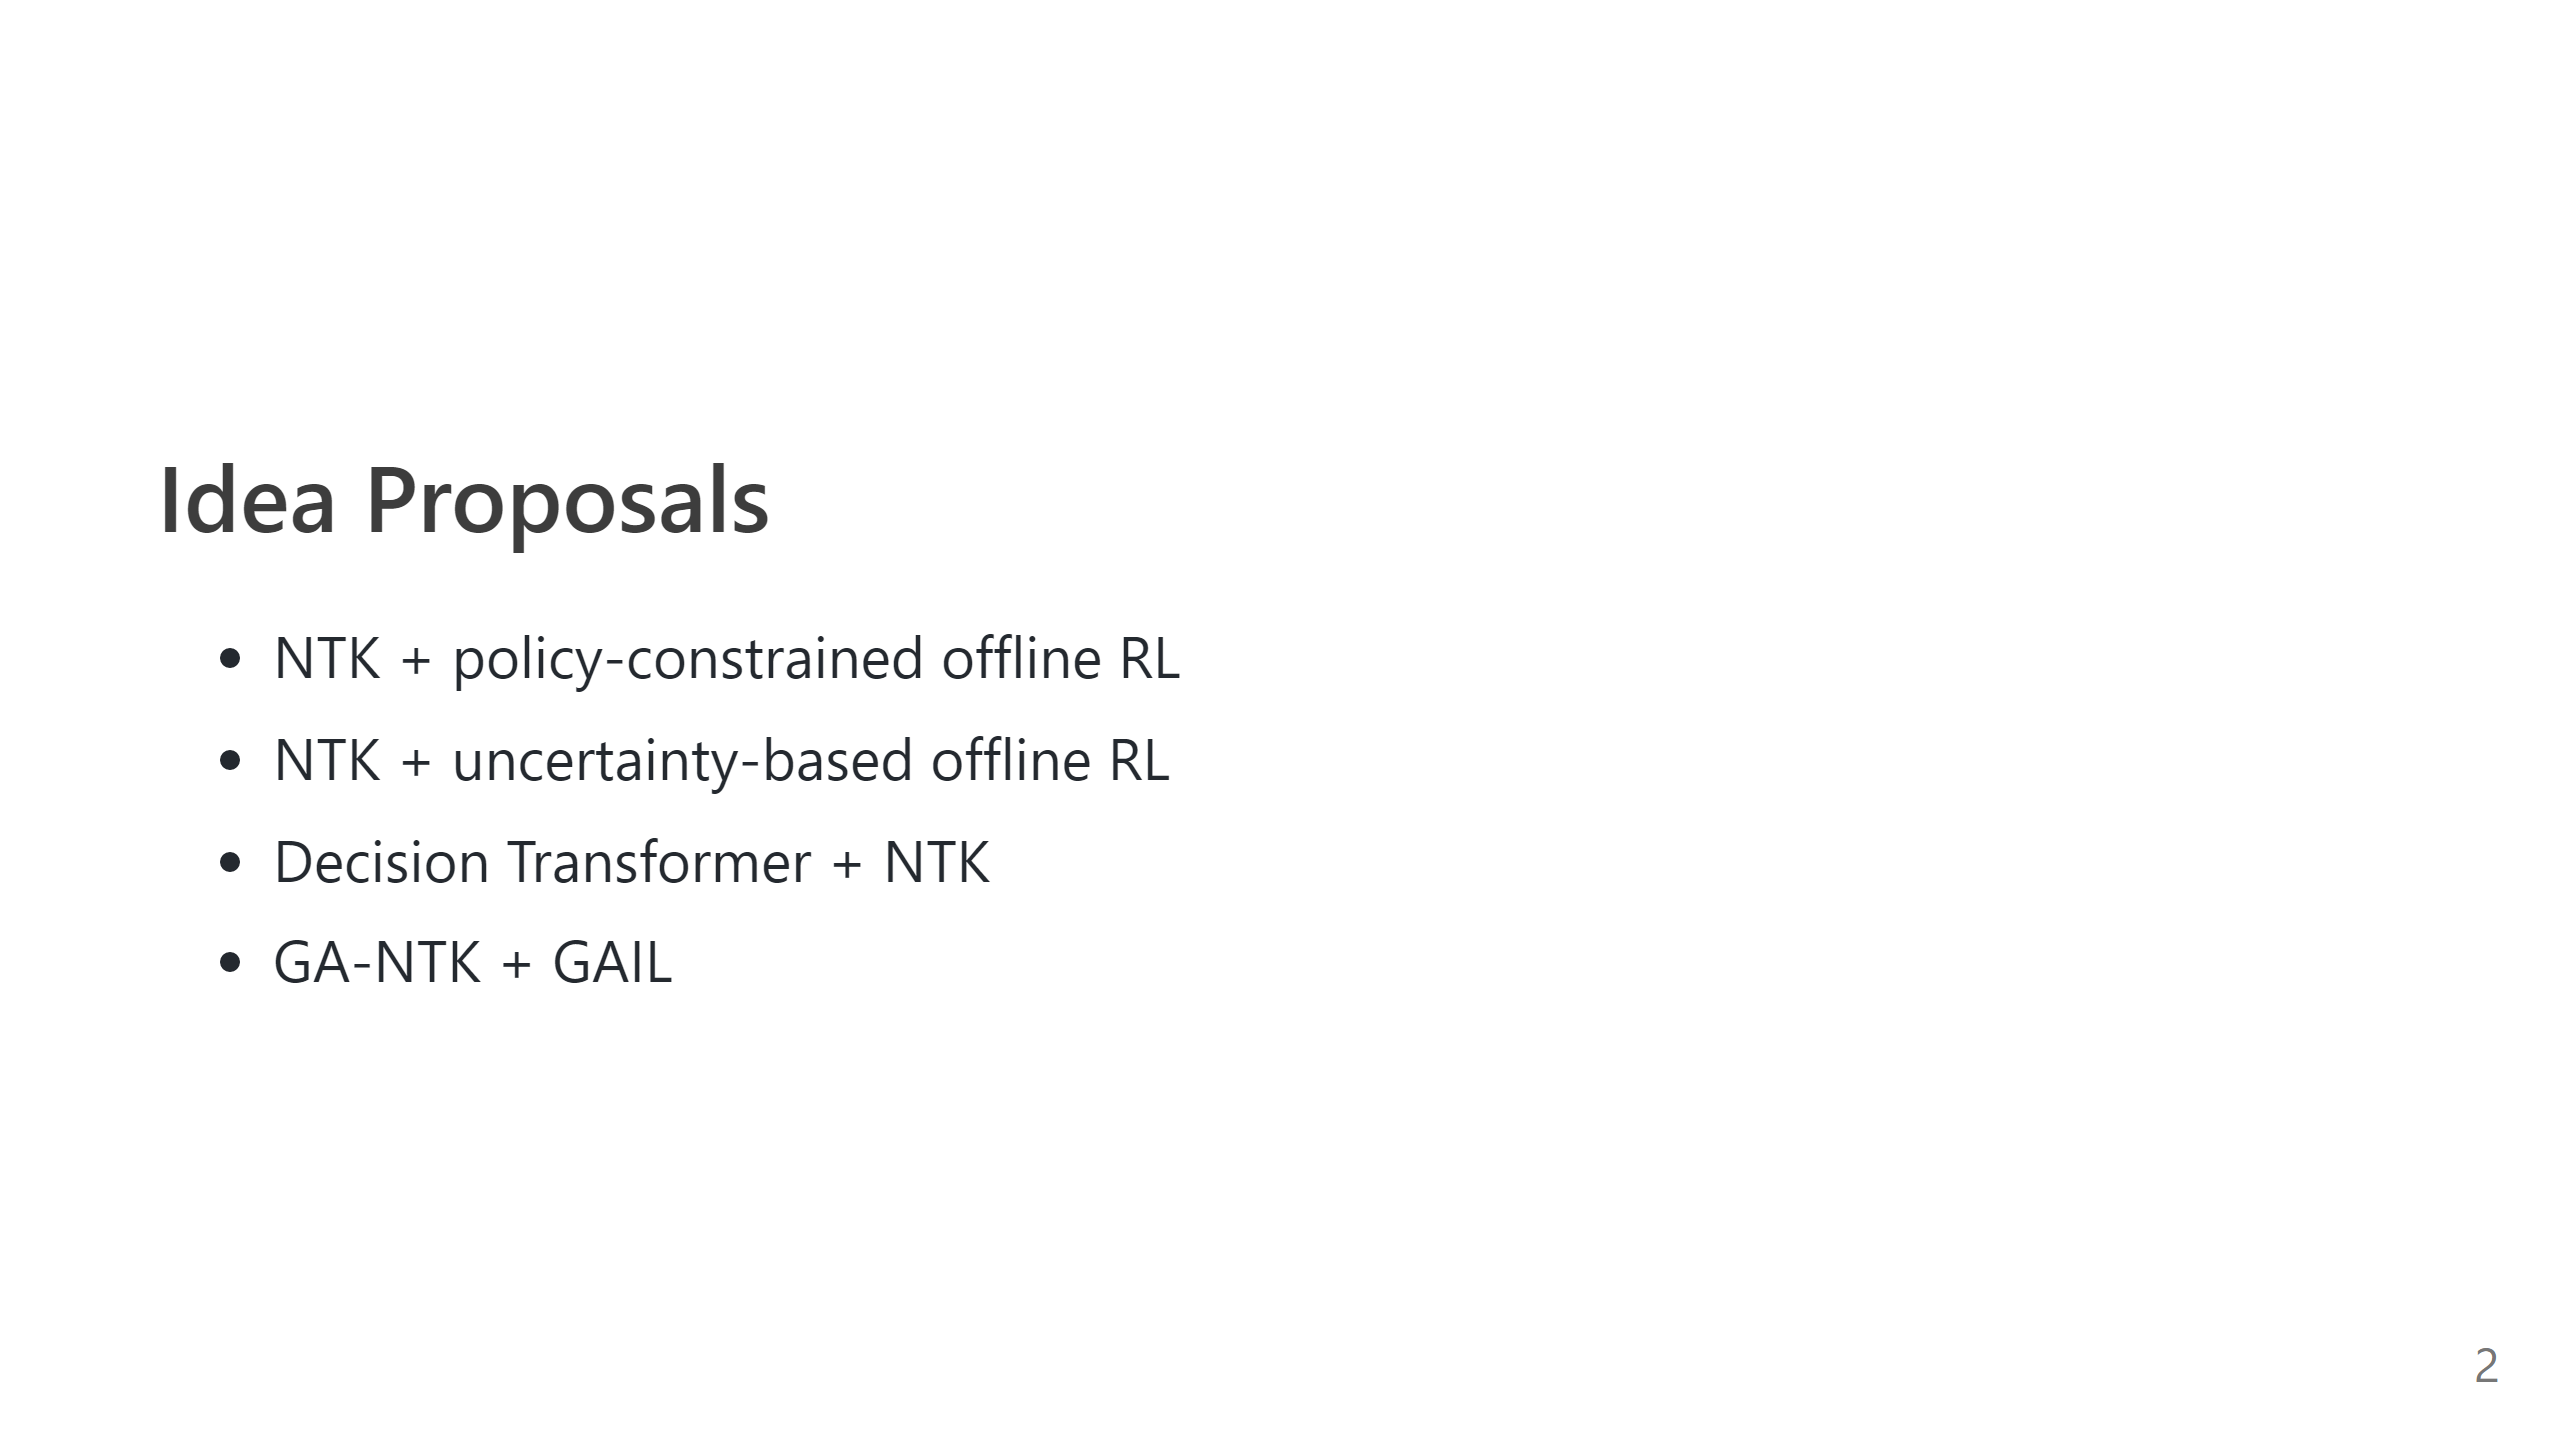 Idea Proposals
• NTK + policy-constrained offline RL
• NTK + uncertainty-based offline RL
• Decision Transformer + NTK
• GA-NTK + GAIL
2